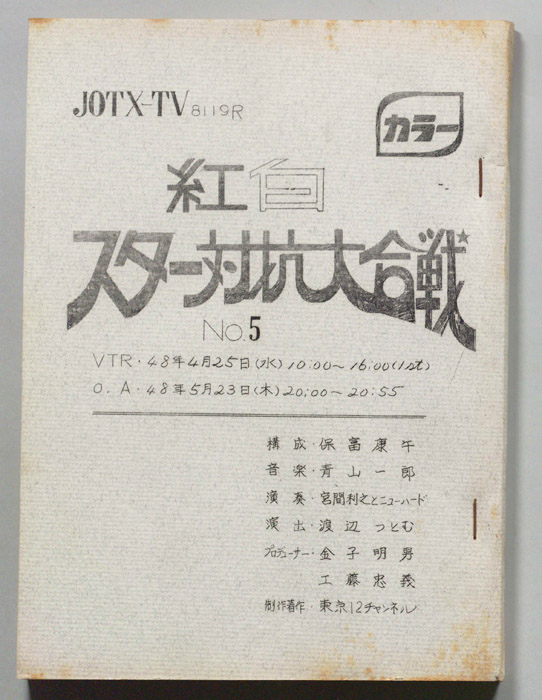 JOTX-TV 8119R
カラー
紅白
スター対抗大合戦
No.5
VTR・48年4月25日(水) 10:00～16:00(1st)
O.A・48年5月23日(木) 20:00～20:55
構成・保富康午
音楽・青山一郎
演奏・宮間利之とニューハード
演出・渡辺つとむ
プロデューサー・金子明男
工藤忠義
制作著作・東京12チャンネル